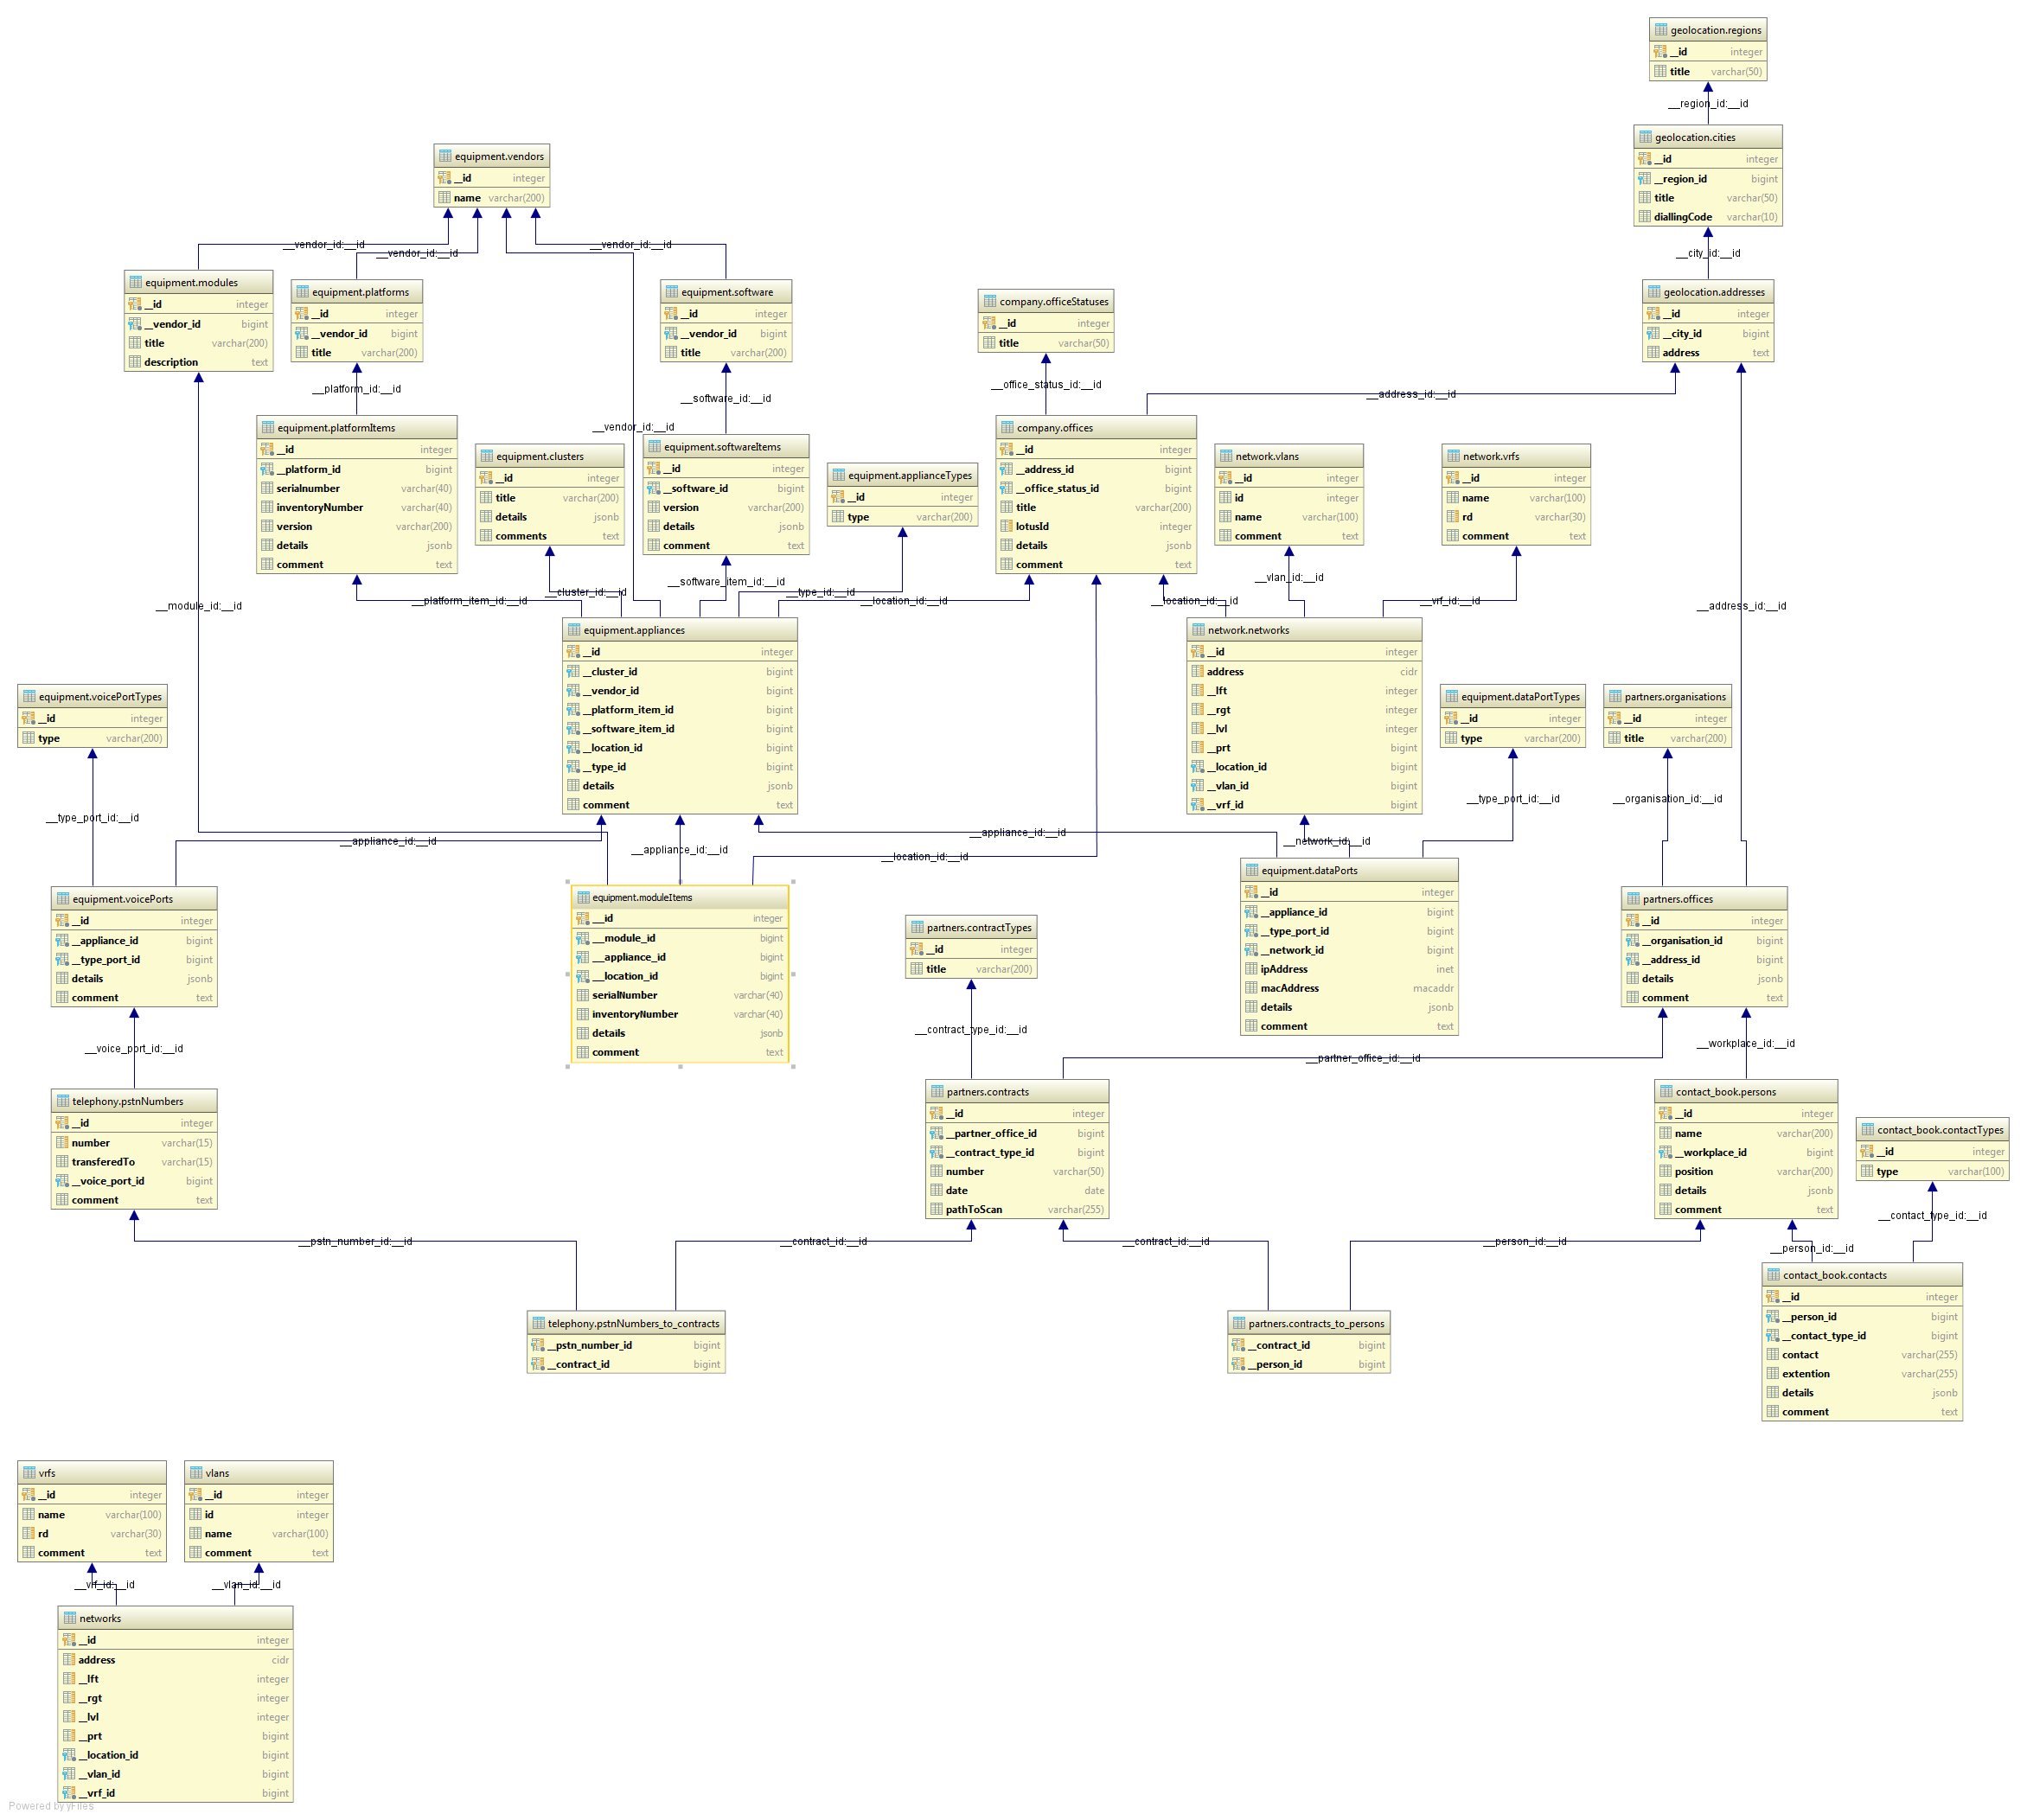 geolocation.regions
__id integer
title varchar(50)
__region_id:__id
geolocation.cities
__id integer
__region_id bigint
title varchar(50)
diallingCode varchar(10)
__city_id:__id
geolocation.addresses
__id integer
__city_id bigint
address text
equipment.vendors
__id integer
name varchar(200)
__vendor_id:__id
__vendor_id:__id
__vendor_id:__id
equipment.modules
__id integer
__vendor_id bigint
title varchar(200)
description text
equipment.platforms
__id integer
__vendor_id bigint
title varchar(200)
equipment.software
__id integer
__vendor_id bigint
title varchar(200)
company.officeStatuses
__id integer
title varchar(50)
__platform_id:__id
__software_id:__id
__office_status_id:__id
__address_id:__id
__vendor_id:__id
equipment.platformItems
__id integer
__platform_id bigint
serialnumber varchar(40)
inventoryNumber varchar(40)
version varchar(200)
details jsonb
comment text
equipment.clusters
__id integer
title varchar(200)
details jsonb
comments text
equipment.softwareItems
__id integer
__software_id bigint
version varchar(200)
details jsonb
comment text
equipment.applianceTypes
__id integer
type varchar(200)
company.offices
__id integer
__address_id bigint
__office_status_id bigint
title varchar(200)
lotusId integer
details jsonb
comment text
network.vlans
__id integer
id integer
name varchar(100)
comment text
network.vrfs
__id integer
name varchar(100)
rd varchar(30)
comment text
__module_id:__id
__platform_item_id:__id
__cluster_id:__id
__software_item_id:__id
__type_id:__id
__location_id:__id
__location_id:__id
__vlan_id:__id
__vrf_id:__id
__address_id:__id
equipment.appliances
__id integer
__cluster_id bigint
__vendor_id bigint
__platform_item_id bigint
__software_item_id bigint
__location_id bigint
__type_id bigint
details jsonb
comment text
network.networks
__id integer
address cidr
__lft integer
__rgt integer
__lvl integer
__prt bigint
__location_id bigint
__vlan_id bigint
__vrf_id bigint
equipment.voicePortTypes
__id integer
type varchar(200)
equipment.dataPortTypes
__id integer
type varchar(200)
partners.organisations
__id integer
title varchar(200)
__type_port_id:__id
__appliance_id:__id
__appliance_id:__id
__location_id:__id
__appliance_id:__id
__network_id:__id
__type_port_id:__id
__organisation_id:__id
equipment.voicePorts
__id integer
__appliance_id bigint
__type_port_id bigint
details jsonb
comment text
equipment.moduleItems
__id integer
__module_id bigint
__appliance_id bigint
__location_id bigint
serialNumber varchar(40)
inventoryNumber varchar(40)
details jsonb
comment text
partners.contractTypes
__id integer
title varchar(200)
equipment.dataPorts
__id integer
__appliance_id bigint
__type_port_id bigint
__network_id bigint
ipAddress inet
macAddress macaddr
details jsonb
comment text
partners.offices
__id integer
__organisation_id bigint
__address_id bigint
details jsonb
comment text
__voice_port_id:__id
__contract_type_id:__id
__partner_office_id:__id
__workplace_id:__id
telephony.pstnNumbers
__id integer
number varchar(15)
transferedTo varchar(15)
__voice_port_id bigint
comment text
partners.contracts
__id integer
__partner_office_id bigint
__contract_type_id bigint
number varchar(50)
date date
pathToScan varchar(255)
contact_book.persons
__id integer
name varchar(200)
__workplace_id bigint
position varchar(200)
details jsonb
comment text
contact_book.contactTypes
__id integer
type varchar(100)
__pstn_number_id:__id
__contract_id:__id
__contract_id:__id
__person_id:__id
__person_id:__id
__contact_type_id:__id
telephony.pstnNumbers_to_contracts
__pstn_number_id bigint
__contract_id bigint
partners.contracts_to_persons
__contract_id bigint
__person_id bigint
contact_book.contacts
__id integer
__person_id bigint
__contact_type_id bigint
contact varchar(255)
extention varchar(255)
details jsonb
comment text
vrfs
__id integer
name varchar(100)
rd varchar(30)
comment text
vlans
__id integer
id integer
name varchar(100)
comment text
__vrf_id:__id
__vlan_id:__id
networks
__id integer
address cidr
__lft integer
__rgt integer
__lvl integer
__prt bigint
__location_id bigint
__vlan_id bigint
__vrf_id bigint
Powered by yFiles